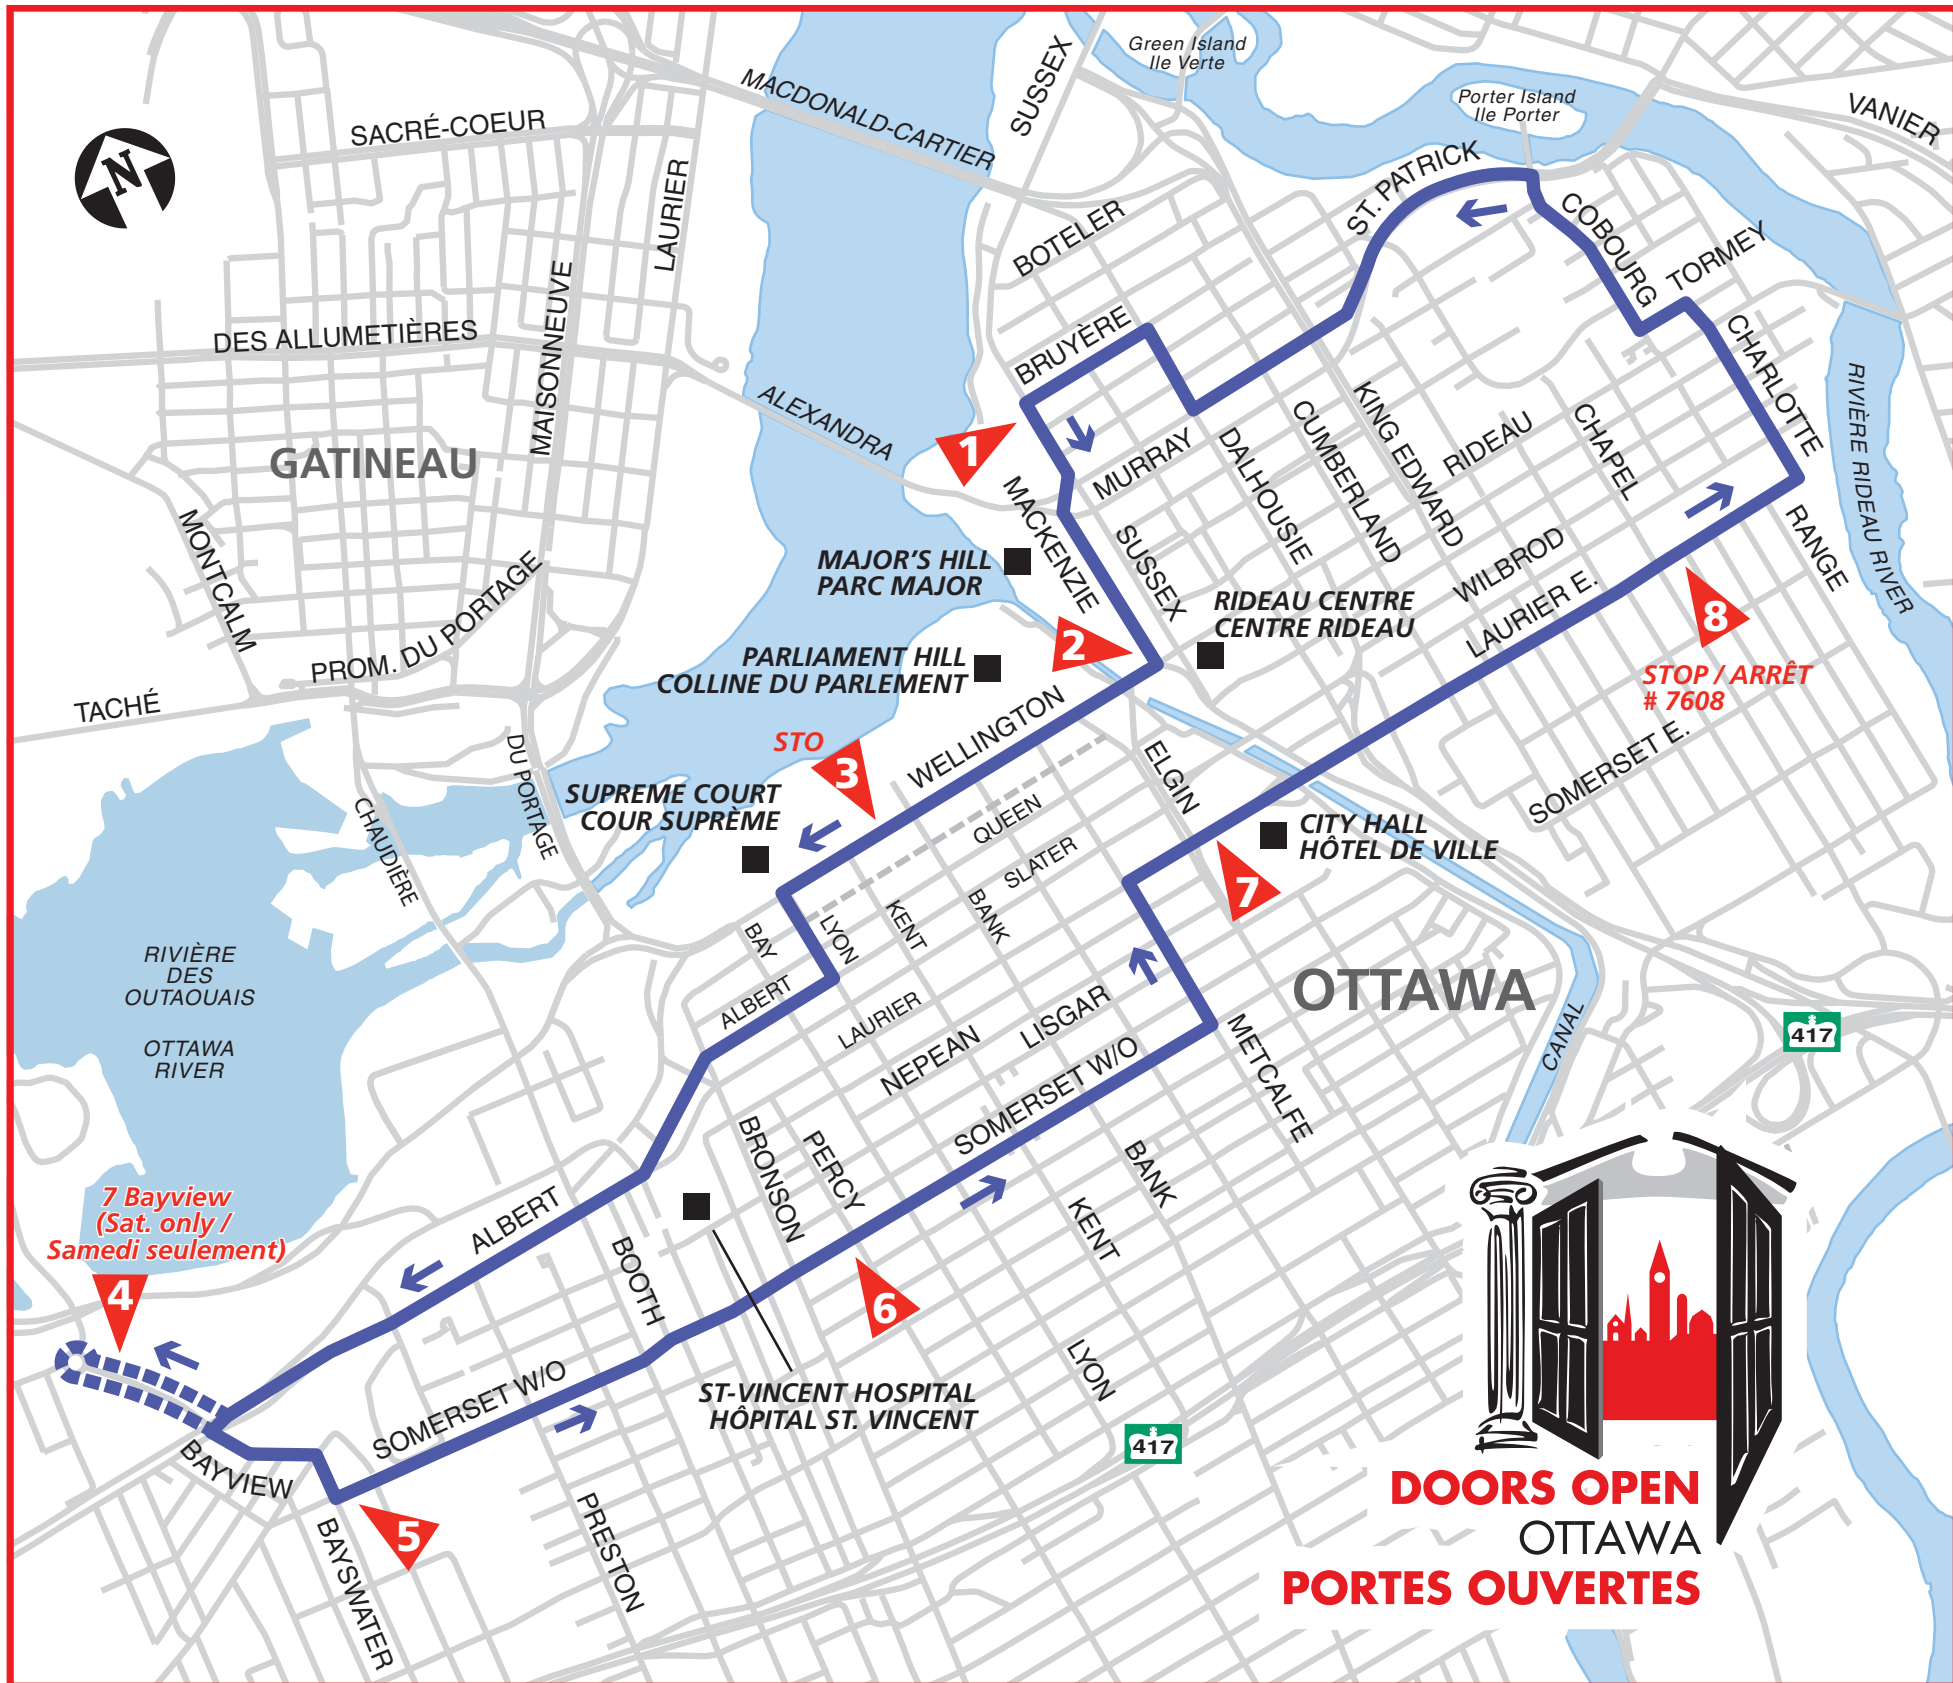 Green Island
Ile Verte
SUSSEX
MACDONALD-CARTIER
Porter Island
Ile Porter
VANIER
SACRÉ-COEUR
N
LAURIER
ST. PATRICK
COBOURG
TORMEY
BOTELER
MAISONNEUVE
DES ALLUMETIÈRES
BRUYÈRE
CHARLOTTE
RIVIÈRE RIDEAU RIVER
ALEXANDRA
GATINEAU
1
MURRAY
DALHOUSIE
CUMBERLAND
KING EDWARD
RIDEAU
CHAPEL
MACKENZIE
SUSSEX
MONTCALM
RANGE
MAJOR'S HILL
PARC MAJOR
WILBROD
LAURIER E.
RIDEAU CENTRE
CENTRE RIDEAU
8
STOP / ARRÊT
# 7608
PROM. DU PORTAGE
TACHÉ
2
PARLIAMENT HILL
COLLINE DU PARLEMENT
SOMERSET E.
WELLINGTON
STO
3
DU PORTAGE
ELGIN
SUPREME COURT
COUR SUPRÈME
CHAUDIÈRE
QUEEN
SLATER
CITY HALL
HÔTEL DE VILLE
7
BANK
KENT
LYON
BAY
RIVIÈRE
DES
OUTAOUAIS
OTTAWA
RIVER
ALBERT
LAURIER
NEPEAN
LISGAR
OTTAWA
CANAL
417
METCALFE
SOMERSET W/O
BRONSON
PERCY
BANK
KENT
7 Bayview
(Sat. only /
Samedi seulement)
4
ALBERT
BOOTH
6
LYON
SOMERSET W/O
ST-VINCENT HOSPITAL
HÔPITAL ST. VINCENT
417
BAYVIEW
5
BAYSWATER
PRESTON
DOORS OPEN
OTTAWA
PORTES OUVERTES